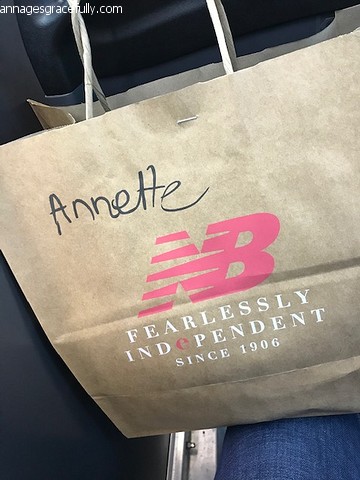 annagesgracefully.com
Annette
NB
FEARLESSLY
INDePENDENT
SINCE 1906